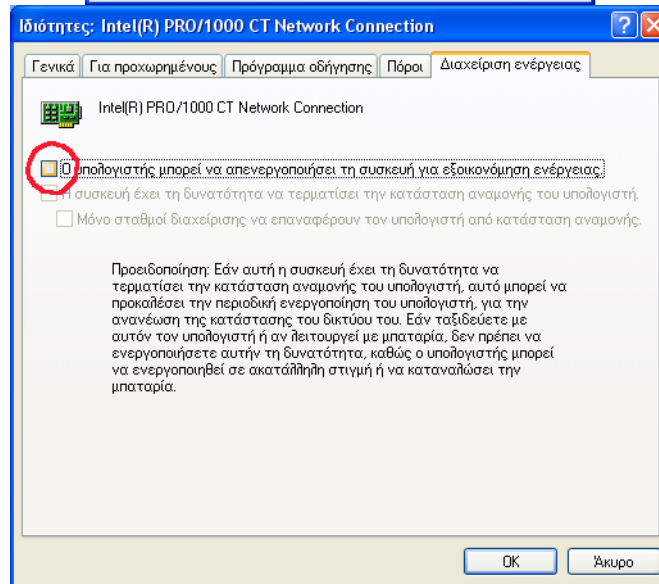 Ιδιότητες: Intel(R) PRO/1000 CT Network Connection
Γενικά Για προχωρημένους Πρόγραμμα οδήγησης Πόροι Διαχείριση ενέργειας
Intel(R) PRO/1000 CT Network Connection
Ο υπολογιστής μπορεί να απενεργοποιήσει τη συσκευή για εξοικονόμηση ενέργειας.
Η συσκευή έχει τη δυνατότητα να τερματίσει την κατάσταση αναμονής του υπολογιστή.
Μόνο σταθμοί διαχείρισης να επαναφέρουν τον υπολογιστή από κατάσταση αναμονής.
Προειδοποίηση: Εάν αυτή η συσκευή έχει τη δυνατότητα να
τερματίσει την κατάσταση αναμονής του υπολογιστή, αυτό μπορεί να
προκαλέσει την περιοδική ενεργοποίηση του υπολογιστή, για την
ανανέωση της κατάστασης του δικτύου του. Εάν ταξιδεύετε με
αυτόν τον υπολογιστή ή αν λειτουργεί με μπαταρία, δεν πρέπει να
ενεργοποιήσετε αυτήν τη δυνατότητα, καθώς ο υπολογιστής μπορεί
να ενεργοποιηθεί σε ακατάλληλη στιγμή ή να καταναλώσει την
μπαταρία.
OK Άκυρο